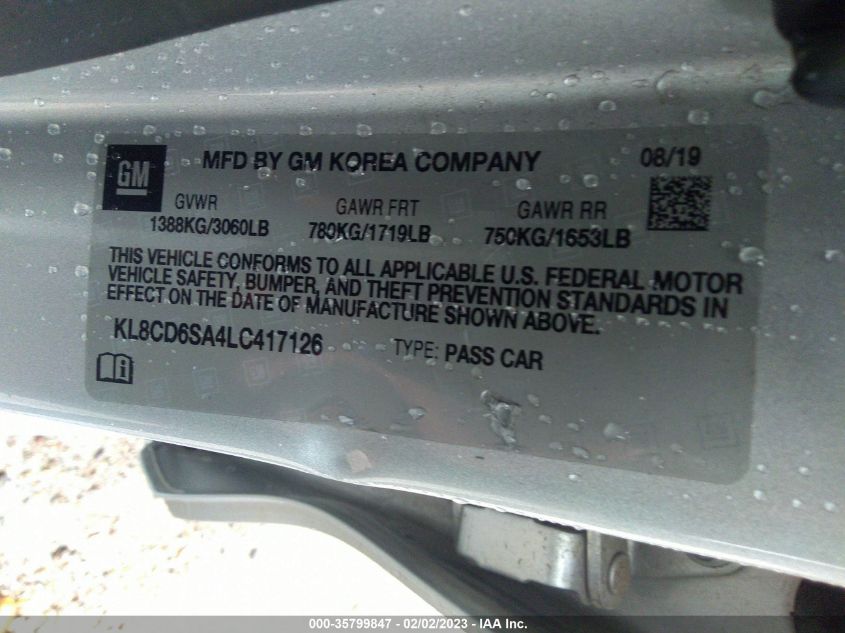 GM
MFD BY GM KOREA COMPANY
08/19
GVWR
GAWR FRT
GAWR RR
1388KG/3060LB
780KG/1719LB
750KG/1653LB
THIS VEHICLE CONFORMS TO ALL APPLICABLE U.S. FEDERAL MOTOR
VEHICLE SAFETY, BUMPER, AND THEFT PREVENTION STANDARDS IN
EFFECT ON THE DATE OF MANUFACTURE SHOWN ABOVE.
KL8CD6SA4LC417126
TYPE: PASS CAR
000-35799847 - 02/02/2023 - IAA Inc.